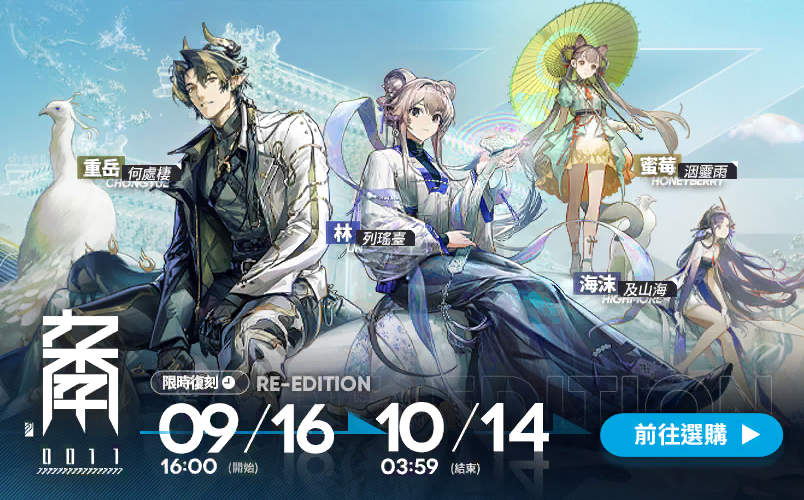 重岳 何處棲
CHONGYUE
林 列瑤臺
LIN
蜜莓 洇靈雨
HONEYBERRY
海沫 及山海
HIGHMORE
0011
限時復刻 RE-EDITION
09/16 10/14
16:00 (開始) 03:59 (結束)
前往選購